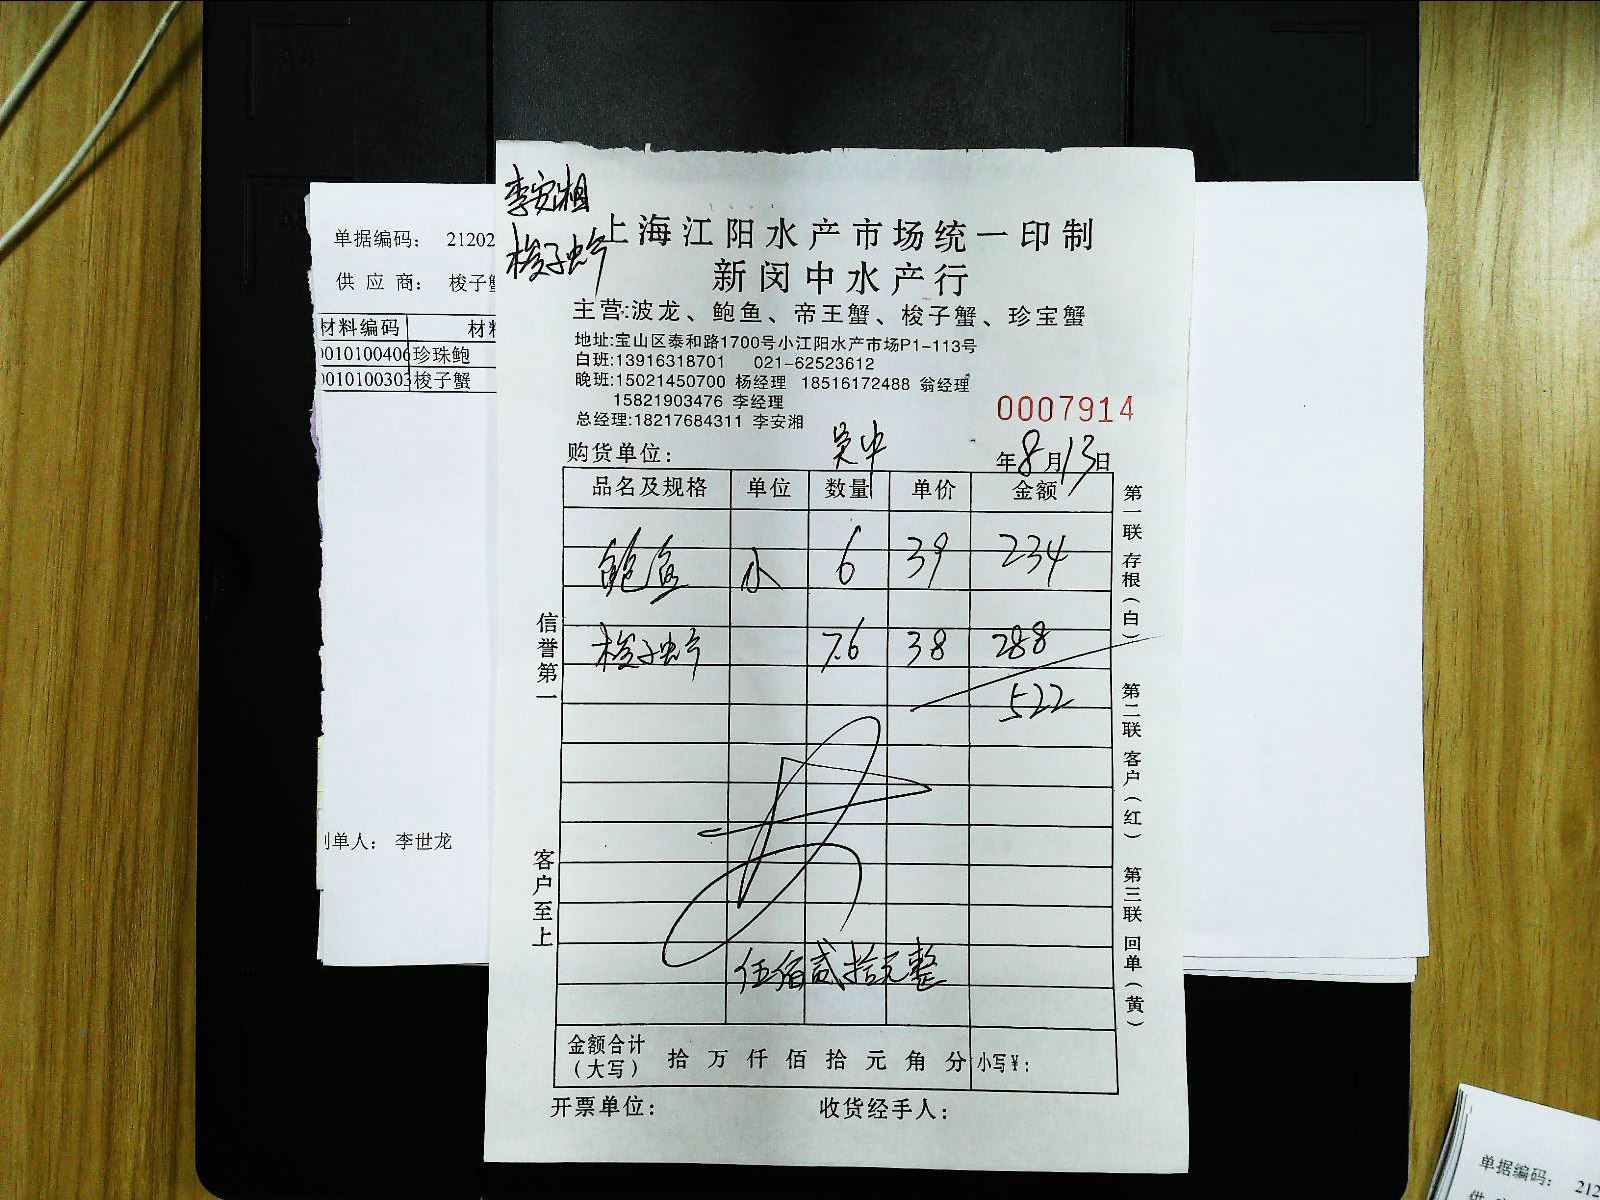 李安湘
梭子蟹
上海江阳水产市场统一印制
新闵中水产行
主营:波龙、鲍鱼、帝王蟹、梭子蟹、珍宝蟹
地址:宝山区泰和路1700号小江阳水产市场P1-113号
白班:13916318701 021-62523612
晚班:15021450700 杨经理 18516172488 翁经理
15821903476 李经理
总经理:18217684311 李安湘
0007914
购货单位: 吴中 年8月13日
品名及规格 单位 数量 单价 金额
鲍鱼 小 6 39 234
梭子蟹 7.6 38 288
522
伍佰贰拾元整
金额合计
(大写) 拾 万 仟 佰 拾 元 角 分 小写¥:
开票单位: 收货经手人:
信誉第一
客户至上
第一联 存根(白)
第二联 客户(红)
第三联 回单(黄)
单据编码: 21202
供应商: 梭子蟹
材料编码 材料
0010100406 珍珠鲍
0010100303 梭子蟹
制单人: 李世龙
单据编码: 212